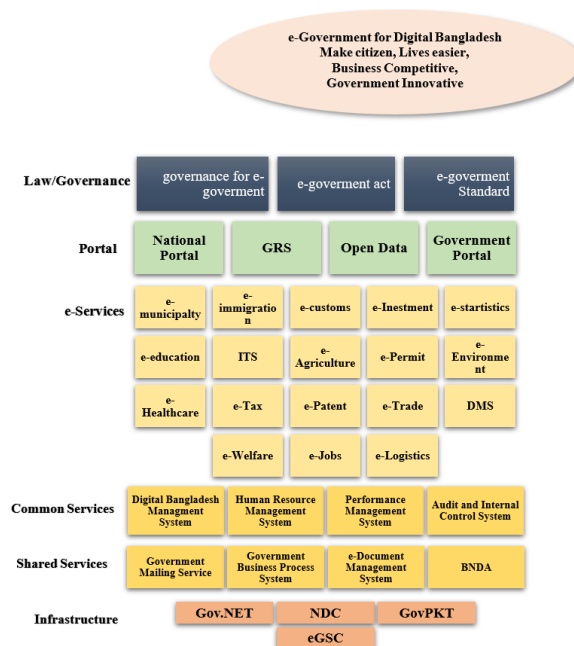 e-Government for Digital Bangladesh
Make citizen, Lives easier,
Business Competitive,
Government Innovative
Law/Governance
governance for e-
goverment
e-goverment act
e-goverment
Standard
Portal
National
Portal
GRS
Open Data
Government
Portal
e-Services
e-
municipalty
e-
immigratio
n
e-customs
e-Inestment
e-startistics
e-education
ITS
e-
Agriculture
e-Permit
e-
Environme
nt
e-
Healthcare
e-Tax
e-Patent
e-Trade
DMS
e-Welfare
e-Jobs
e-Logistics
Common Services
Digital Bangladesh
Managment
System
Human Resource
Management
System
Performance
Management
System
Audit and Internal
Control System
Shared Services
Government
Mailing Service
Government
Business Process
System
e-Document
Management
System
BNDA
Infrastructure
Gov.NET
NDC
GovPKT
eGSC